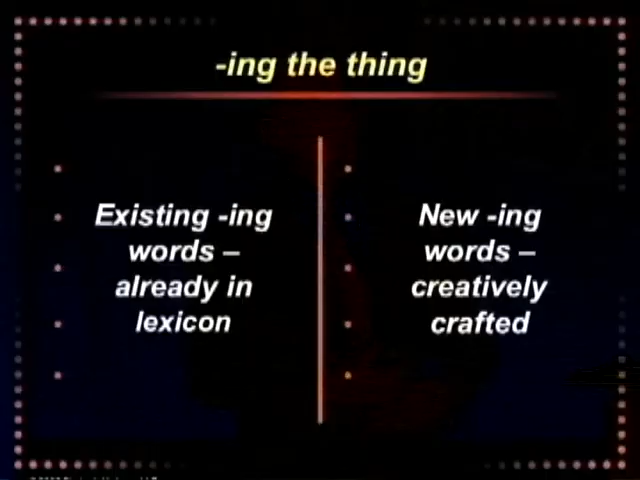 -ing the thing
Existing -ing
words –
already in
lexicon
New -ing
words –
creatively
crafted